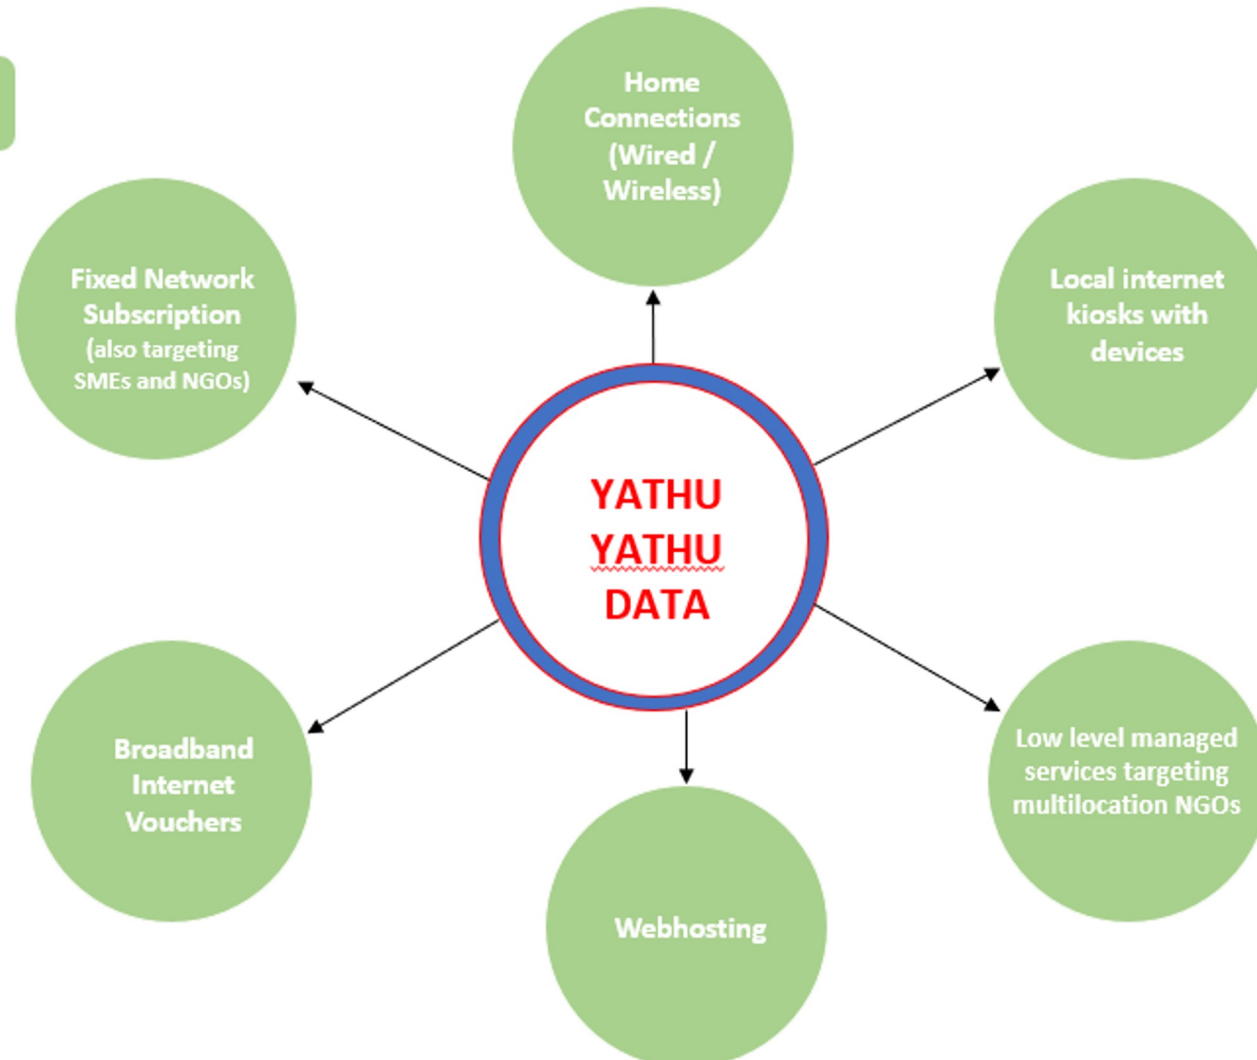 Home
Connections
(Wired /
Wireless)
Fixed Network
Subscription
(also targeting
SMEs and NGOs)
Local internet
kiosks with
devices
YATHU
YATHU
DATA
Broadband
Internet
Vouchers
Low level managed
services targeting
multilocation NGOs
Webhosting